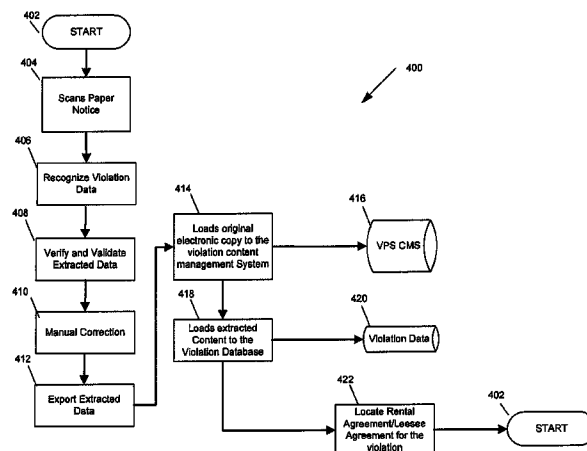 402
START
404
Scans Paper
Notice
406
Recognize Violation
Data
408
Verify and Validate
Extracted Data
410
Manual Correction
412
Export Extracted
Data
400
414
Loads original
electronic copy to the
violation content
management System
416
VPS CMS
418
Loads extracted
Content to the
Violation Database
420
Violation Data
422
Locate Rental
Agreement/Leesee
Agreement for the
violation
402
START